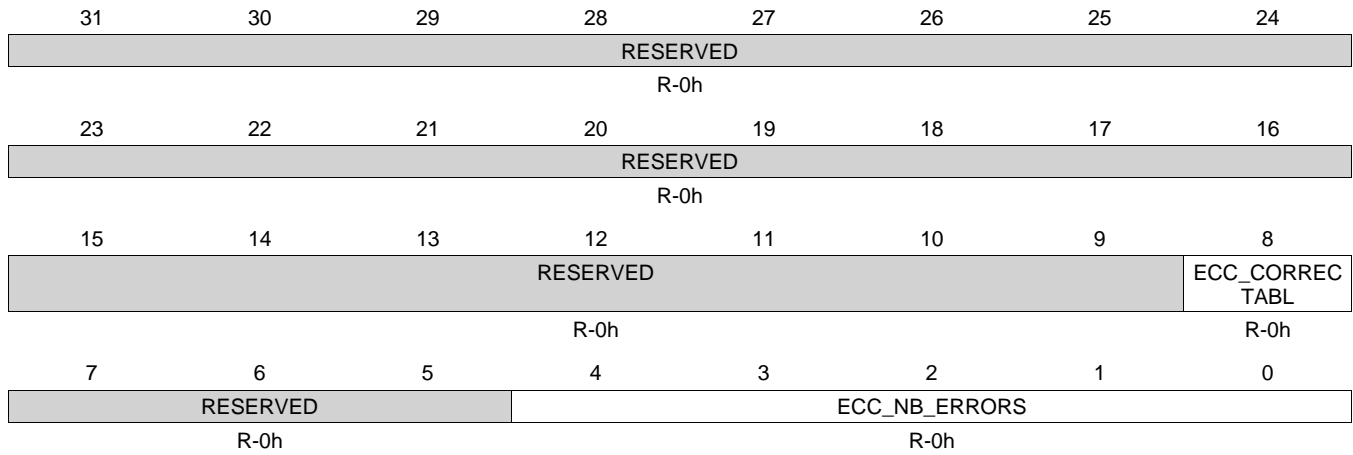 31 30 29 28 27 26 25 24
RESERVED
R-0h
23 22 21 20 19 18 17 16
RESERVED
R-0h
15 14 13 12 11 10 9 8
RESERVED ECC_CORREC
TABL
R-0h R-0h
7 6 5 4 3 2 1 0
RESERVED ECC_NB_ERRORS
R-0h R-0h